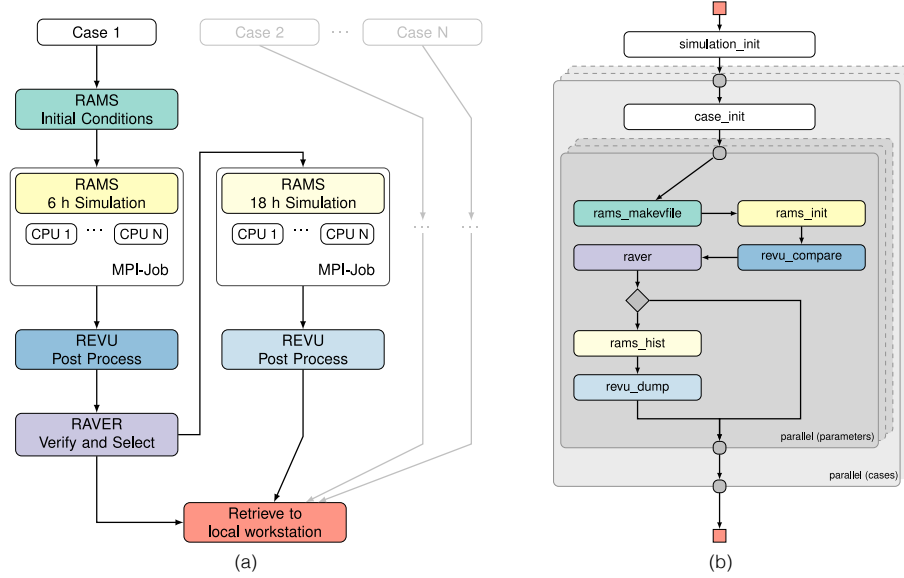 Case 1
Case 2
...
Case N
RAMS
Initial Conditions
RAMS
6 h Simulation
CPU 1
...
CPU N
MPI-Job
RAMS
18 h Simulation
CPU 1
...
CPU N
MPI-Job
...
...
REVU
Post Process
REVU
Post Process
RAVER
Verify and Select
Retrieve to
local workstation
(a)
simulation_init
case_init
rams_makevfile
rams_init
raver
revu_compare
rams_hist
revu_dump
parallel (parameters)
parallel (cases)
(b)